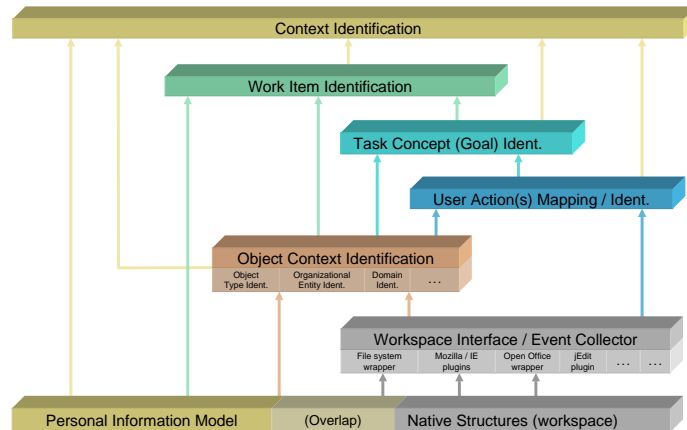 Context Identification
Work Item Identification
Task Concept (Goal) Ident.
User Action(s) Mapping / Ident.
Object Context Identification
Object
Type Ident.
Organizational
Entity Ident.
Domain
Ident.
...
Workspace Interface / Event Collector
File system
wrapper
Mozilla / IE
plugins
Open Office
wrapper
jEdit
plugin
...
...
Personal Information Model
(Overlap)
Native Structures (workspace)